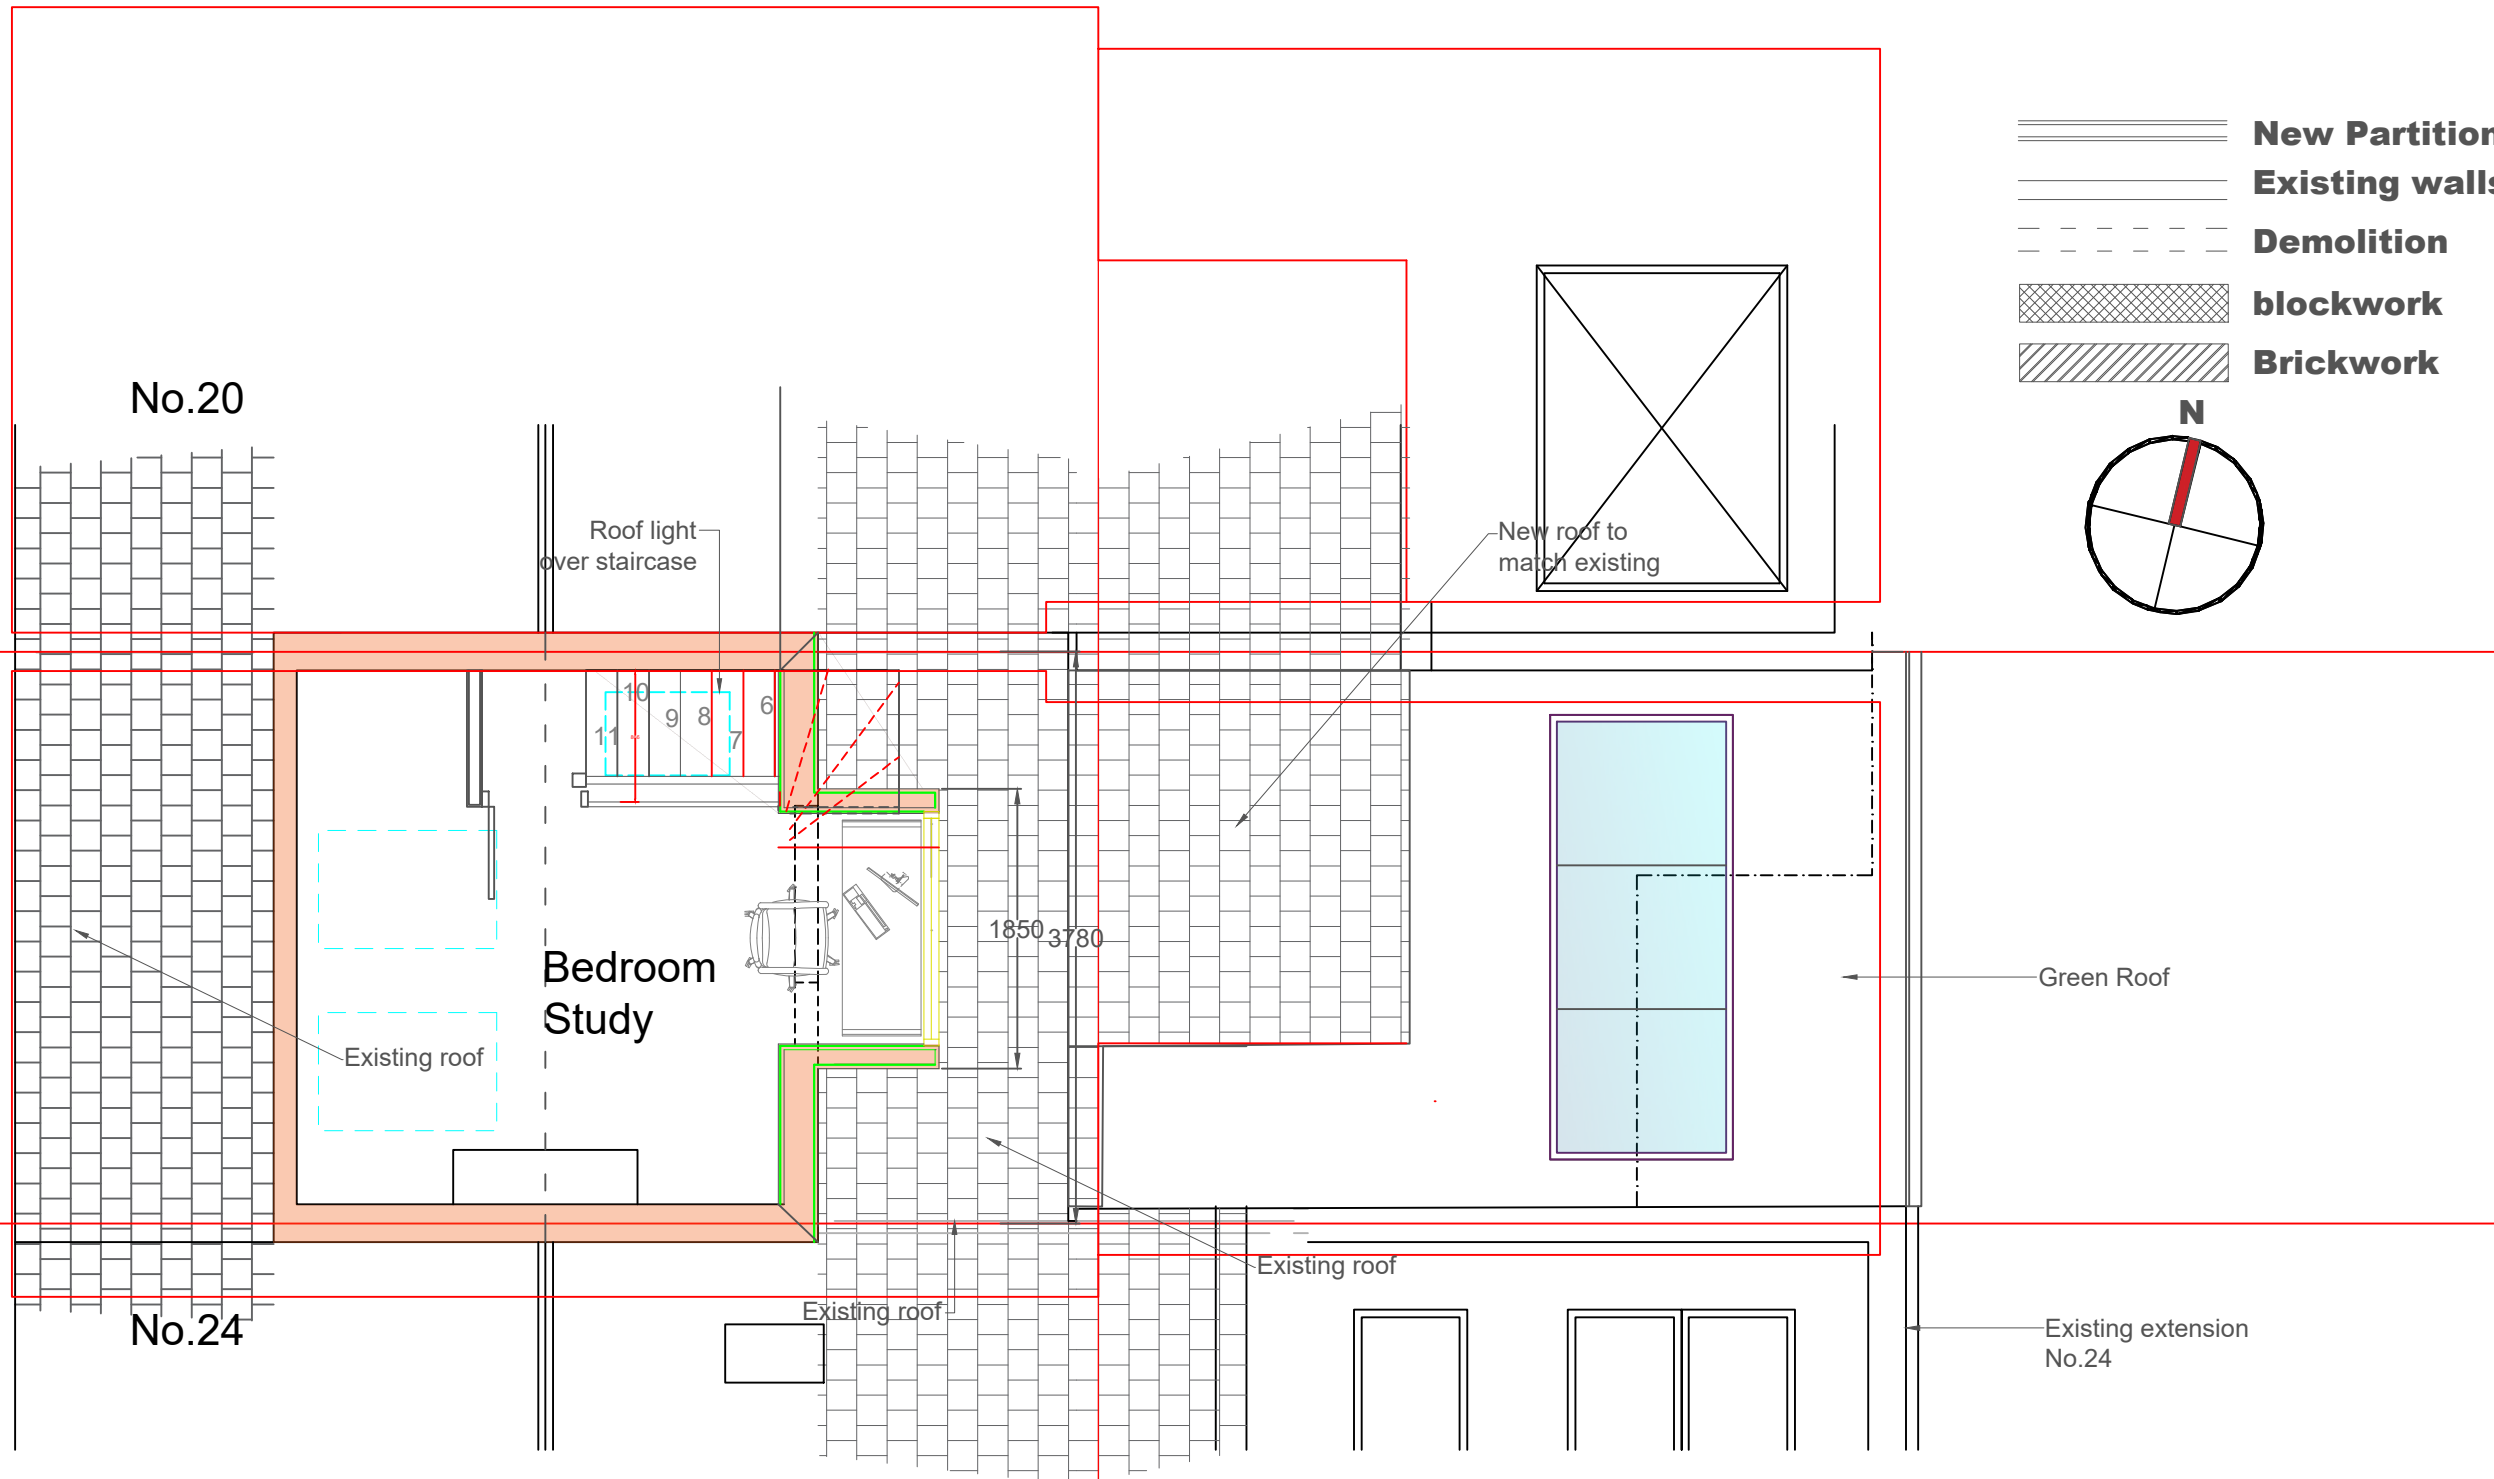 New Partition
Existing walls
Demolition
blockwork
Brickwork
N
No.20
Roof light
over staircase
New roof to
match existing
10
11
9
8
7
6
1850
3780
Bedroom
Study
Existing roof
Green Roof
Existing roof
Existing roof
No.24
Existing extension
No.24